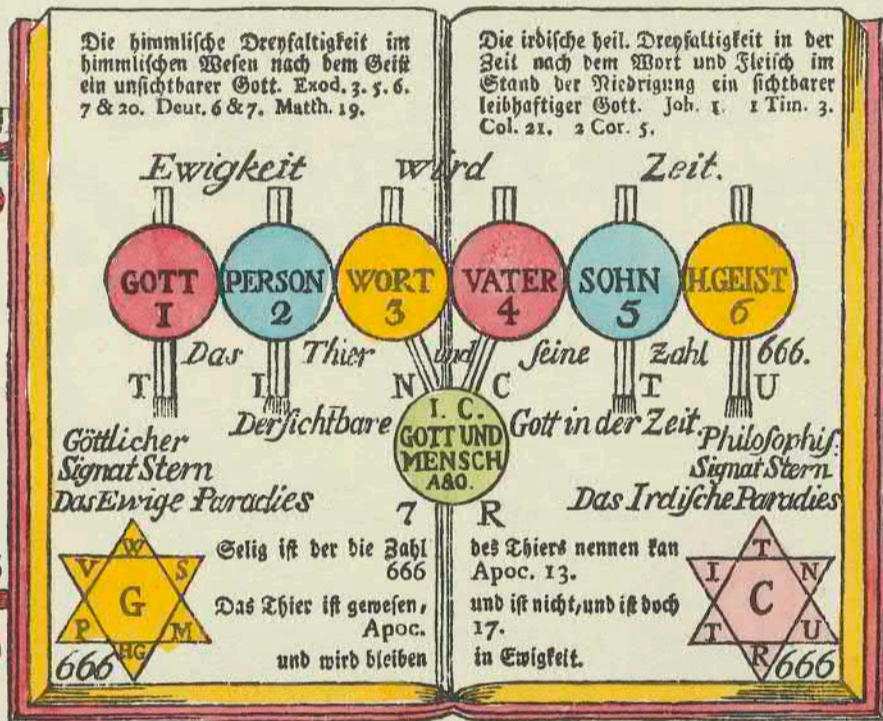 Die himmlische Dreyfaltigkeit im
himmlischen Wesen nach dem Geist
ein unsichtbarer Gott. Exod. 3. 5. 6.
7 & 20. Deut. 6 & 7. Matth. 19.
Die irdische heil. Dreyfaltigkeit in der
Zeit nach dem Wort und Fleisch im
Stand der Niedrigung ein sichtbarer
leibhaftiger Gott. Joh. 1. 1 Tim. 3.
Col. 21. 2 Cor. 5.
Ewigkeit wird Zeit.
GOTT PERSON WORT VATER SOHN H.GEIST
1 2 3 4 5 6
Das Thier und seine Zahl 666.
T I N C T U
I. C.
GOTT UND
MENSCH
A&O.
Der sichtbare Gott in der Zeit
Göttlicher
Signat Stern
Das Ewige Paradies
Philosophis.
Signat Stern
Das Irdische Paradies
7 R
Selig ist der die Zahl des Thiers nennen kan
666 Apoc. 13.
Das Thier ist gewesen, und ist nicht, und ist doch
Apoc. 17.
und wird bleiben in Ewigkeit.
W
V S
G
P M
HG
666
T
I N
C
T U
R
666